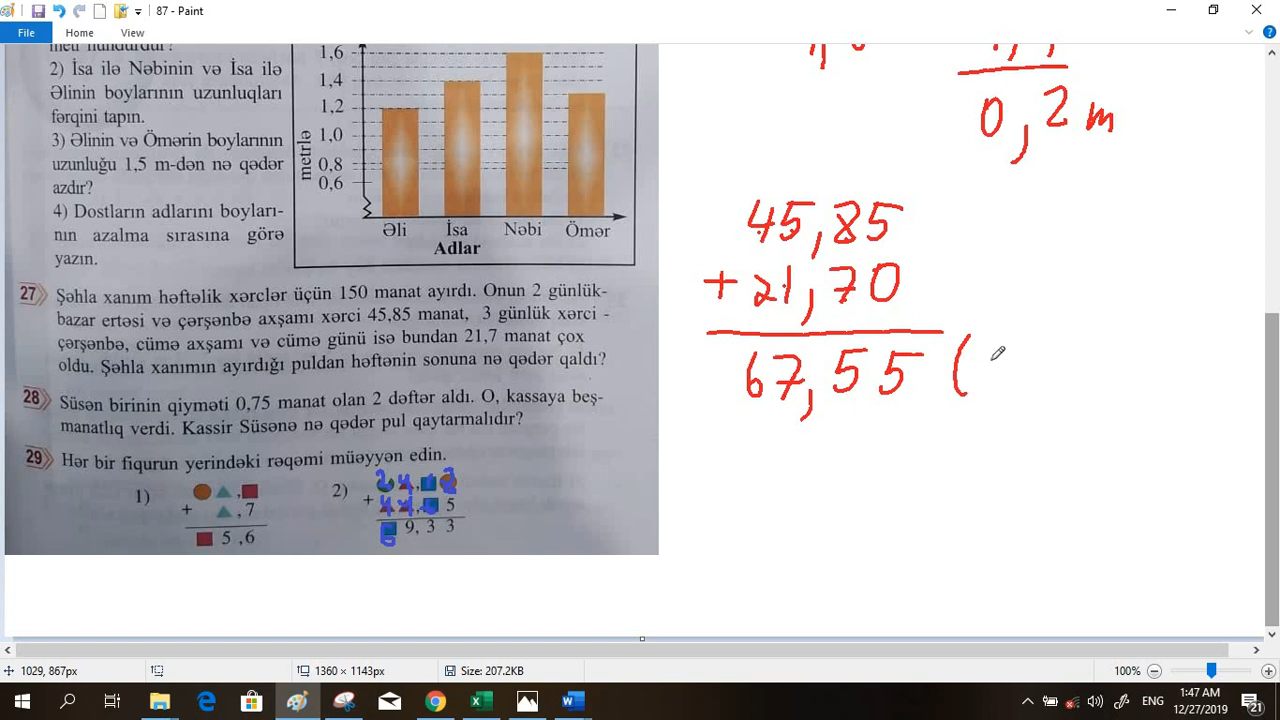 87 - Paint
File
Home
View
2) İsa ilə Nəbinin və İsa ilə
Əlinin boylarının uzunluqları
fərqini tapın.
3) Əlinin və Ömərin boylarının
uzunluğu 1,5 m-dən nə qədər
azdır?
4) Dostların adlarını boyları-
nın azalma sırasına görə
yazın.
metrlə
1,6
1,4
1,2
1,0
0,8
0,6
Əli
İsa
Nəbi
Ömər
Adlar
27 Şəhla xanım həftəlik xərclər üçün 150 manat ayırdı. Onun 2 günlük-
bazar ertəsi və çərşənbə axşamı xərci 45,85 manat, 3 günlük xərci -
çərşənbə, cümə axşamı və cümə günü isə bundan 21,7 manat çox
oldu. Şəhla xanımın ayırdığı puldan həftənin sonuna nə qədər qaldı?
28 Süsən birinin qiyməti 0,75 manat olan 2 dəftər aldı. O, kassaya beş-
manatlıq verdi. Kassir Süsənə nə qədər pul qaytarmalıdır?
29 Hər bir fiqurun yerindəki rəqəmi müəyyən edin.
1)
,
+ ,7
5,6
2)
2 4, 2
+ 4 4, 5
6 9,3 3
0,2 m
45,85
+ 21,70
67,55 (
1029, 867px
1360 × 1143px
Size: 207.2KB
100%
ENG
1:47 AM
12/27/2019
21